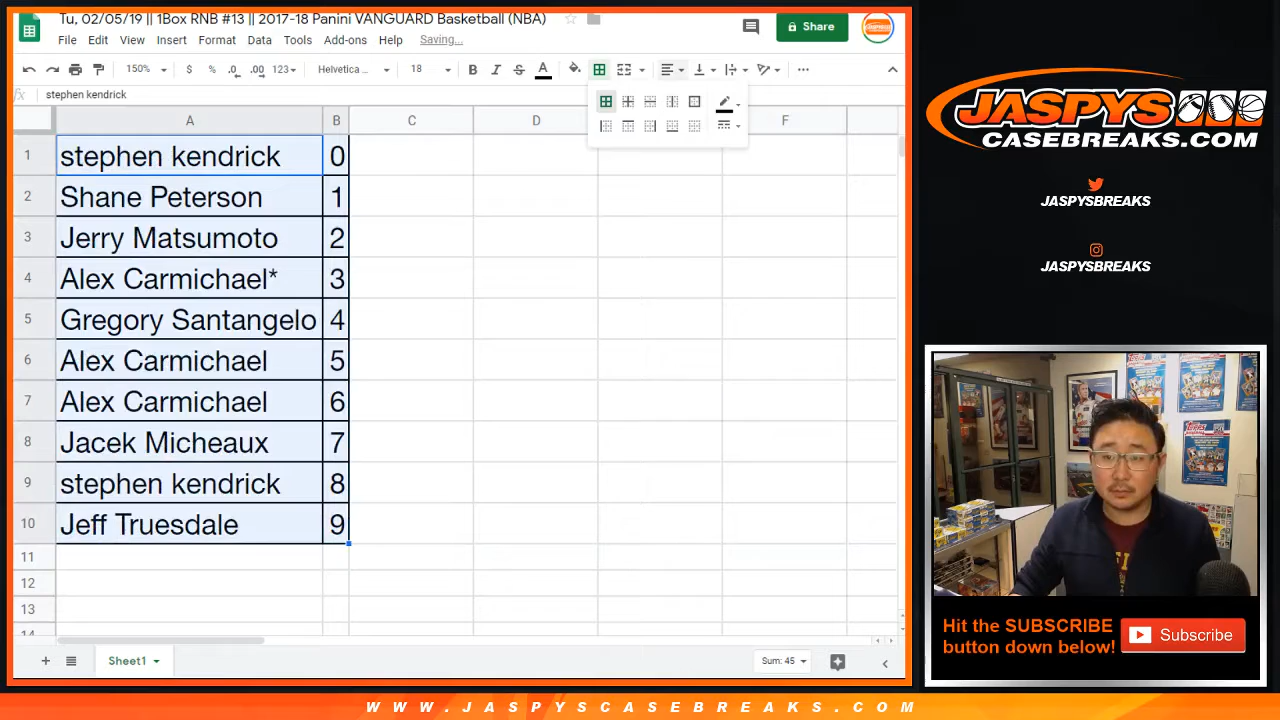 Tu, 02/05/19 || 1Box RNB #13 || 2017-18 Panini VANGUARD Basketball (NBA)
File Edit View Insert Format Data Tools Add-ons Help Saving...
Share
150% $ % .0 .00 123 Helvetica ... 18 B I S A
fx stephen kendrick
A B C D F
1 stephen kendrick 0
2 Shane Peterson 1
3 Jerry Matsumoto 2
4 Alex Carmichael* 3
5 Gregory Santangelo 4
6 Alex Carmichael 5
7 Alex Carmichael 6
8 Jacek Micheaux 7
9 stephen kendrick 8
10 Jeff Truesdale 9
11
12
13
14
Sheet1
Sum: 45
JASPYS
CASEBREAKS.COM
JASPYSBREAKS
JASPYSBREAKS
Hit the SUBSCRIBE
button down below!
Subscribe
WWW.JASPYSCASEBREAKS.COM